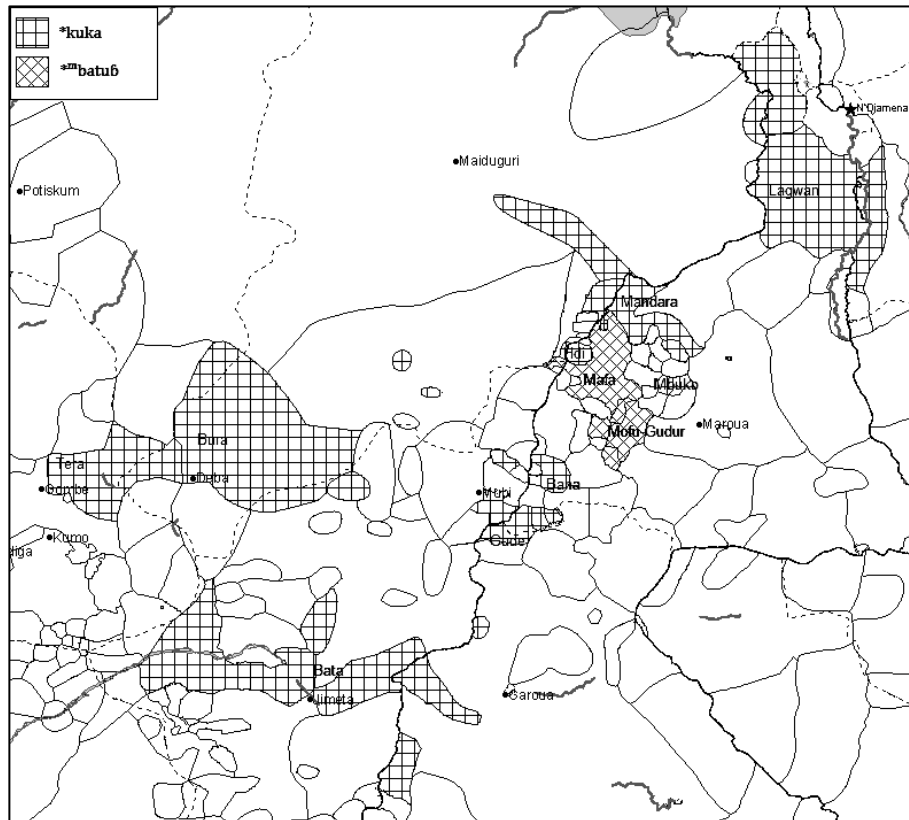 *kuka
*ᵐbatuɓ
N'Djamena
Maiduguri
Potiskum
Lagwan
Mandara
Hdi
Mafa
Mbuko
Mofu-Gudur
Maroua
Bura
Tera
Deba
Gombe
Bana
Mubi
Kumo
diga
Gude
Bata
Jimeta
Garoua